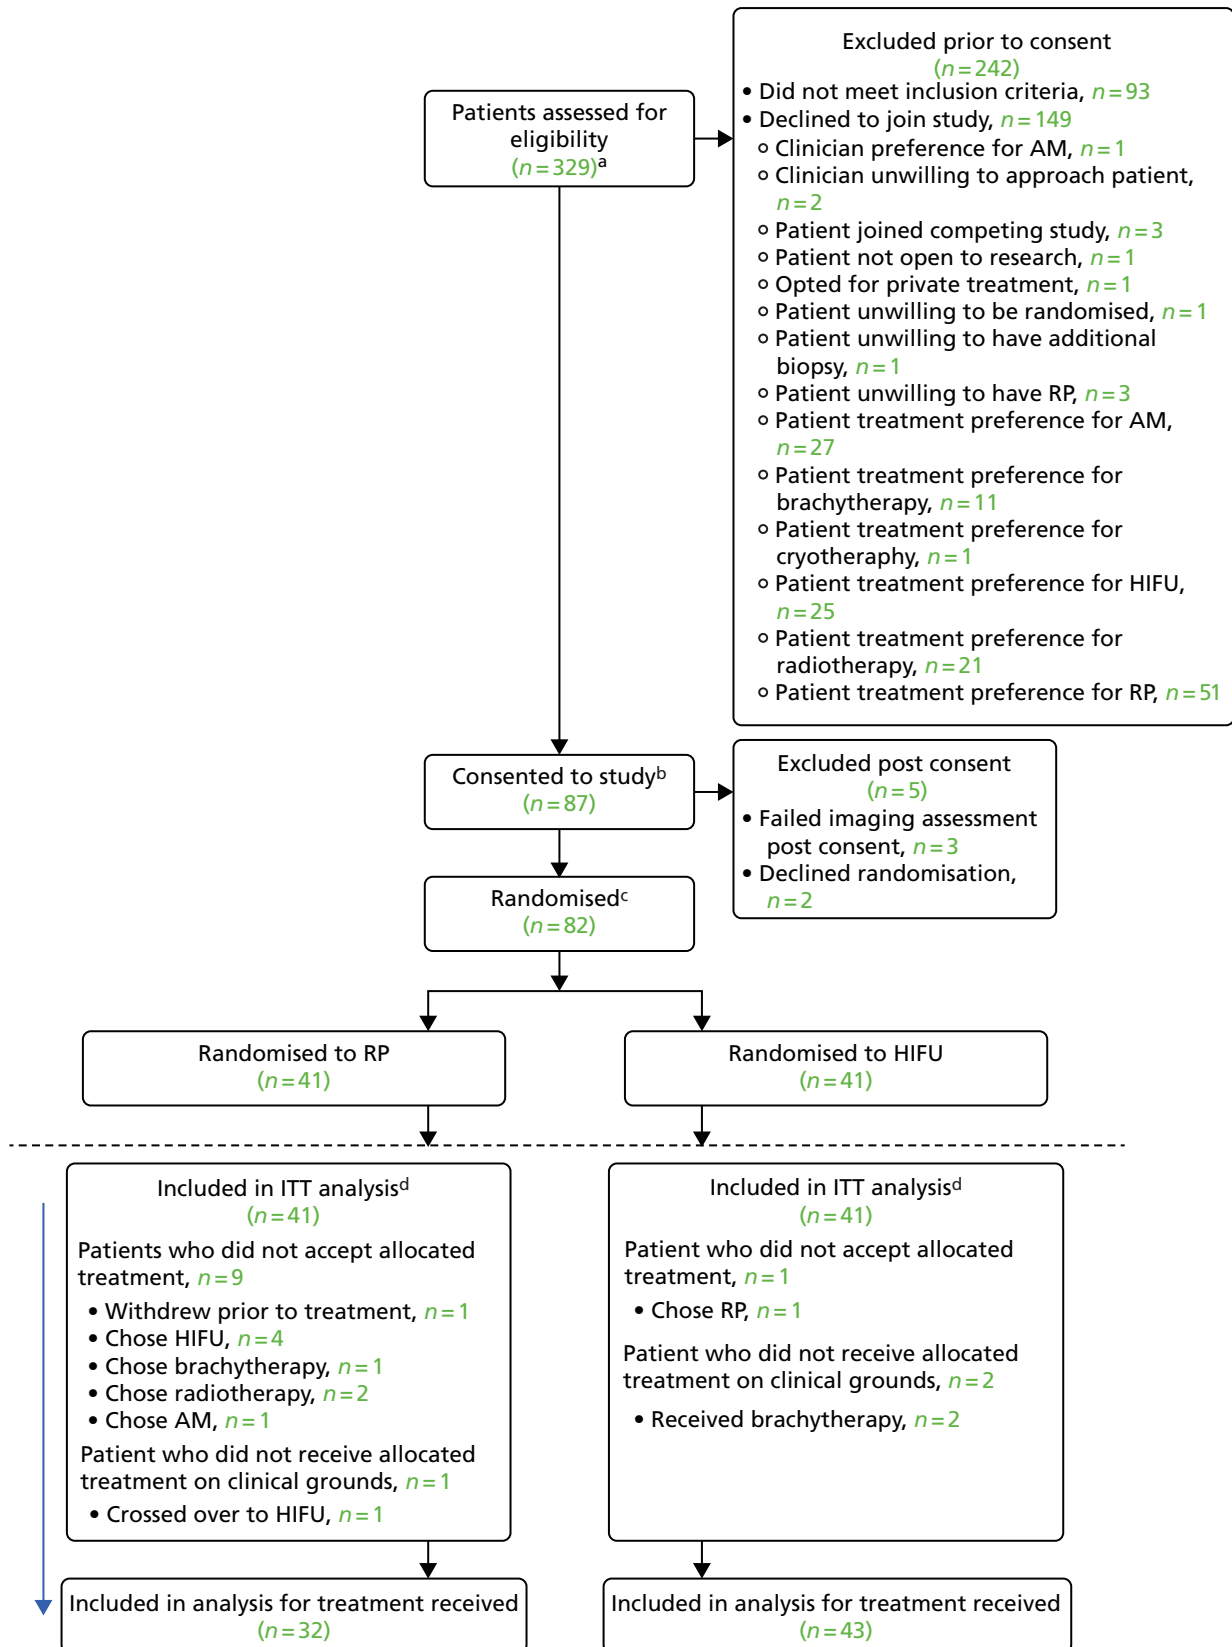 Patients assessed for
eligibility
(n=329)a
Excluded prior to consent
(n=242)
• Did not meet inclusion criteria, n=93
• Declined to join study, n=149
○ Clinician preference for AM, n=1
○ Clinician unwilling to approach patient,
n=2
○ Patient joined competing study, n=3
○ Patient not open to research, n=1
○ Opted for private treatment, n=1
○ Patient unwilling to be randomised, n=1
○ Patient unwilling to have additional
biopsy, n=1
○ Patient unwilling to have RP, n=3
○ Patient treatment preference for AM,
n=27
○ Patient treatment preference for
brachytherapy, n=11
○ Patient treatment preference for
cryotheraphy, n=1
○ Patient treatment preference for HIFU,
n=25
○ Patient treatment preference for
radiotherapy, n=21
○ Patient treatment preference for RP, n=51
Consented to studyb
(n=87)
Excluded post consent
(n=5)
• Failed imaging assessment
post consent, n=3
• Declined randomisation,
n=2
Randomisedc
(n=82)
Randomised to RP
(n=41)
Randomised to HIFU
(n=41)
Included in ITT analysisd
(n=41)
Patients who did not accept allocated
treatment, n=9
• Withdrew prior to treatment, n=1
• Chose HIFU, n=4
• Chose brachytherapy, n=1
• Chose radiotherapy, n=2
• Chose AM, n=1
Patient who did not receive allocated
treatment on clinical grounds, n=1
• Crossed over to HIFU, n=1
Included in ITT analysisd
(n=41)
Patient who did not accept allocated
treatment, n=1
• Chose RP, n=1
Patient who did not receive allocated
treatment on clinical grounds, n=2
• Received brachytherapy, n=2
Included in analysis for treatment received
(n=32)
Included in analysis for treatment received
(n=43)